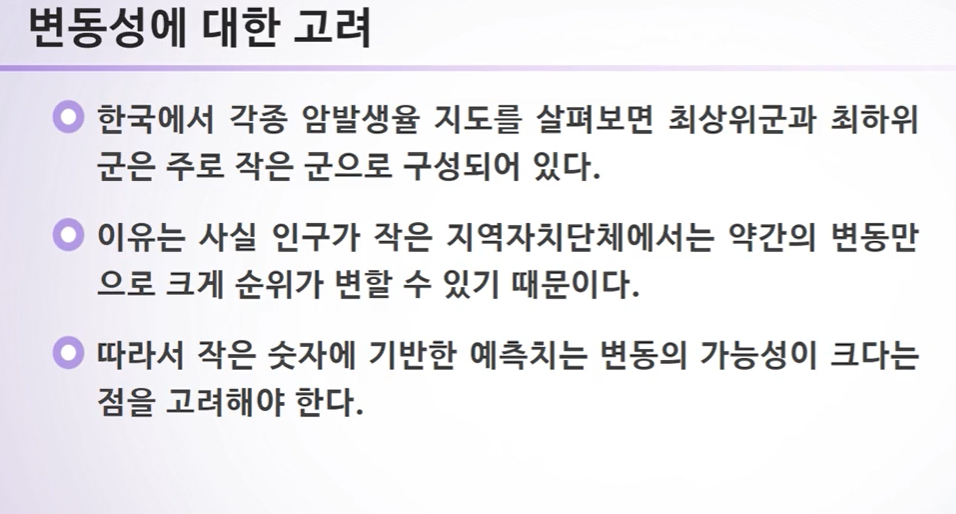 변동성에 대한 고려
한국에서 각종 암발생율 지도를 살펴보면 최상위군과 최하위
군은 주로 작은 군으로 구성되어 있다.
이유는 사실 인구가 작은 지역자치단체에서는 약간의 변동만
으로 크게 순위가 변할 수 있기 때문이다.
따라서 작은 숫자에 기반한 예측치는 변동의 가능성이 크다는
점을 고려해야 한다.